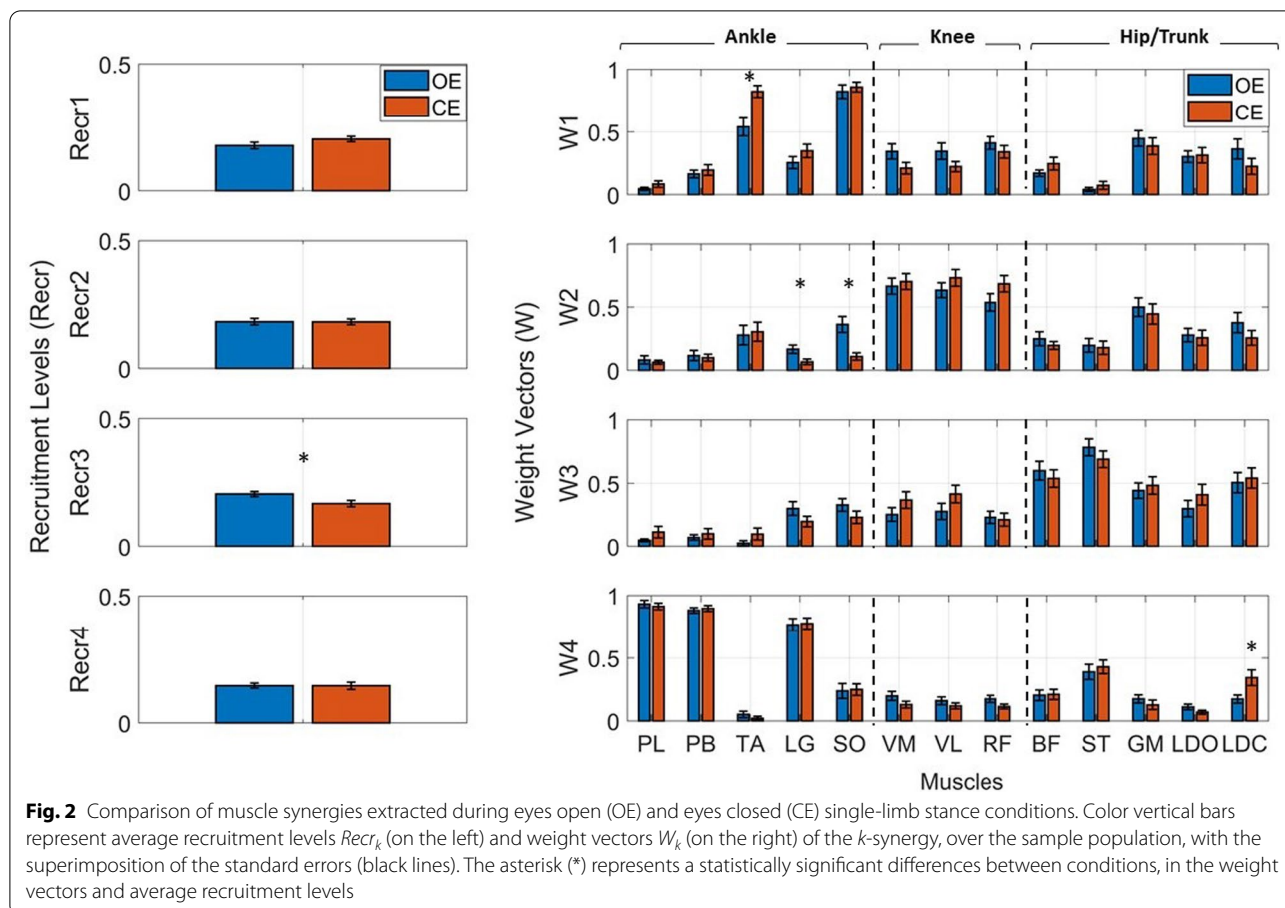 Ankle Knee Hip/Trunk
Recruitment Levels (Recr)
0.5
OE
CE
Recr1
0
0.5
Recr2
0
0.5
*
Recr3
0
0.5
Recr4
0
Weight Vectors (W)
1
*
OE
CE
W1
0.5
0
1
* *
W2
0.5
0
1
W3
0.5
0
1
*
W4
0.5
0
PL PB TA LG SO VM VL RF BF ST GM LDO LDC
Muscles
Fig. 2 Comparison of muscle synergies extracted during eyes open (OE) and eyes closed (CE) single-limb stance conditions. Color vertical bars
represent average recruitment levels Recrk (on the left) and weight vectors Wk (on the right) of the k-synergy, over the sample population, with the
superimposition of the standard errors (black lines). The asterisk (*) represents a statistically significant differences between conditions, in the weight
vectors and average recruitment levels